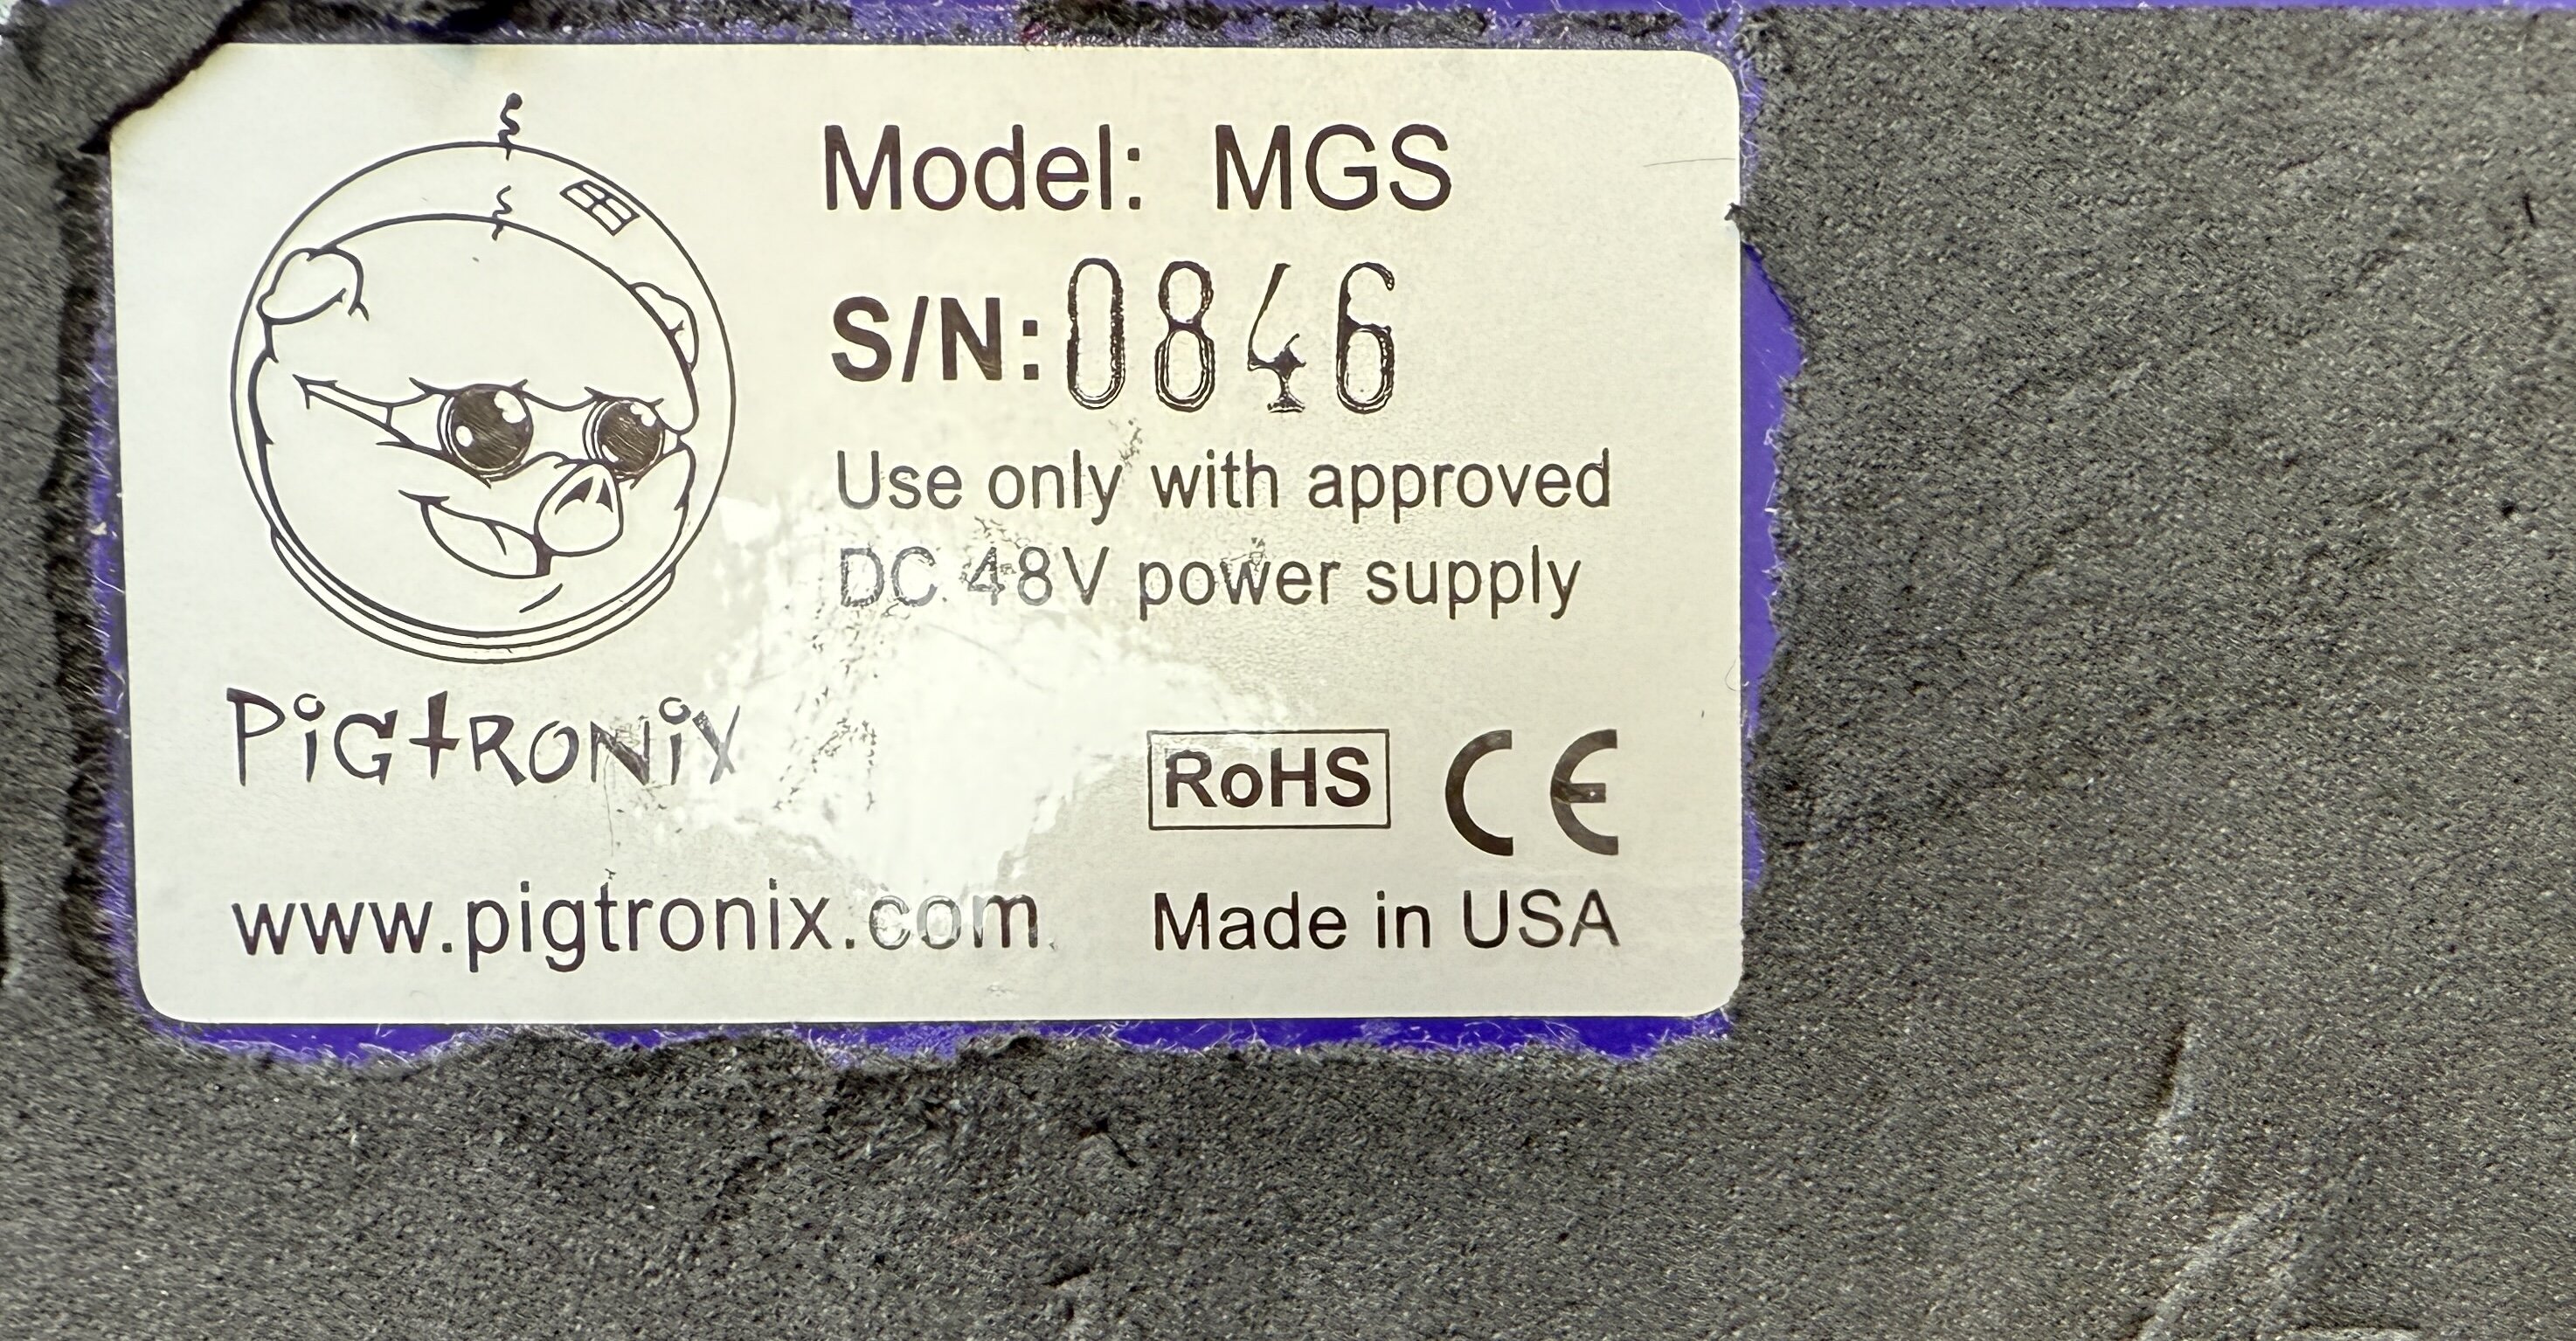 Model: MGS
S/N: 0846
Use only with approved
DC 48V power supply
PiGtRONiX
RoHS CE
www.pigtronix.com
Made in USA